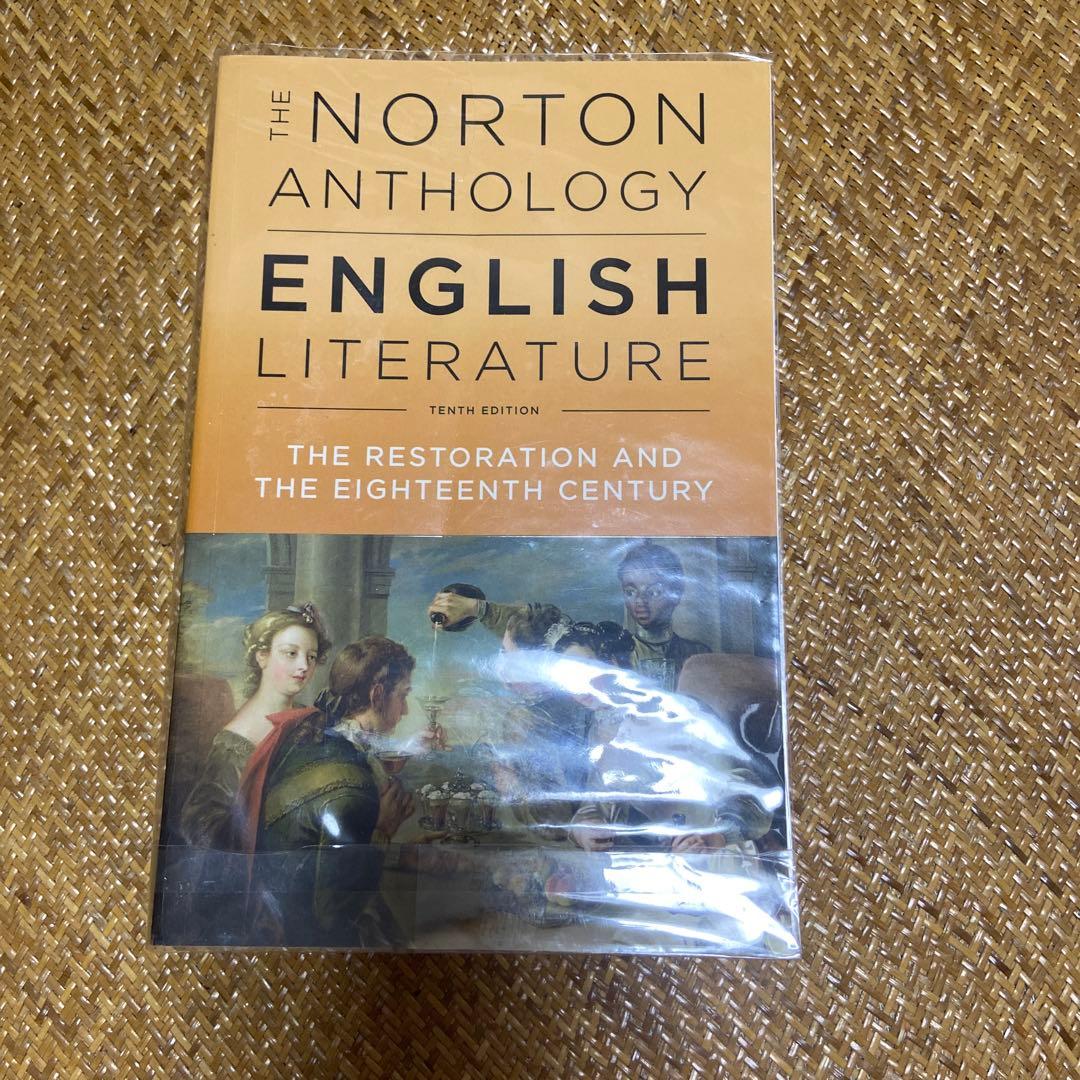 THE NORTON
ANTHOLOGY
ENGLISH
LITERATURE
TENTH EDITION
THE RESTORATION AND
THE EIGHTEENTH CENTURY